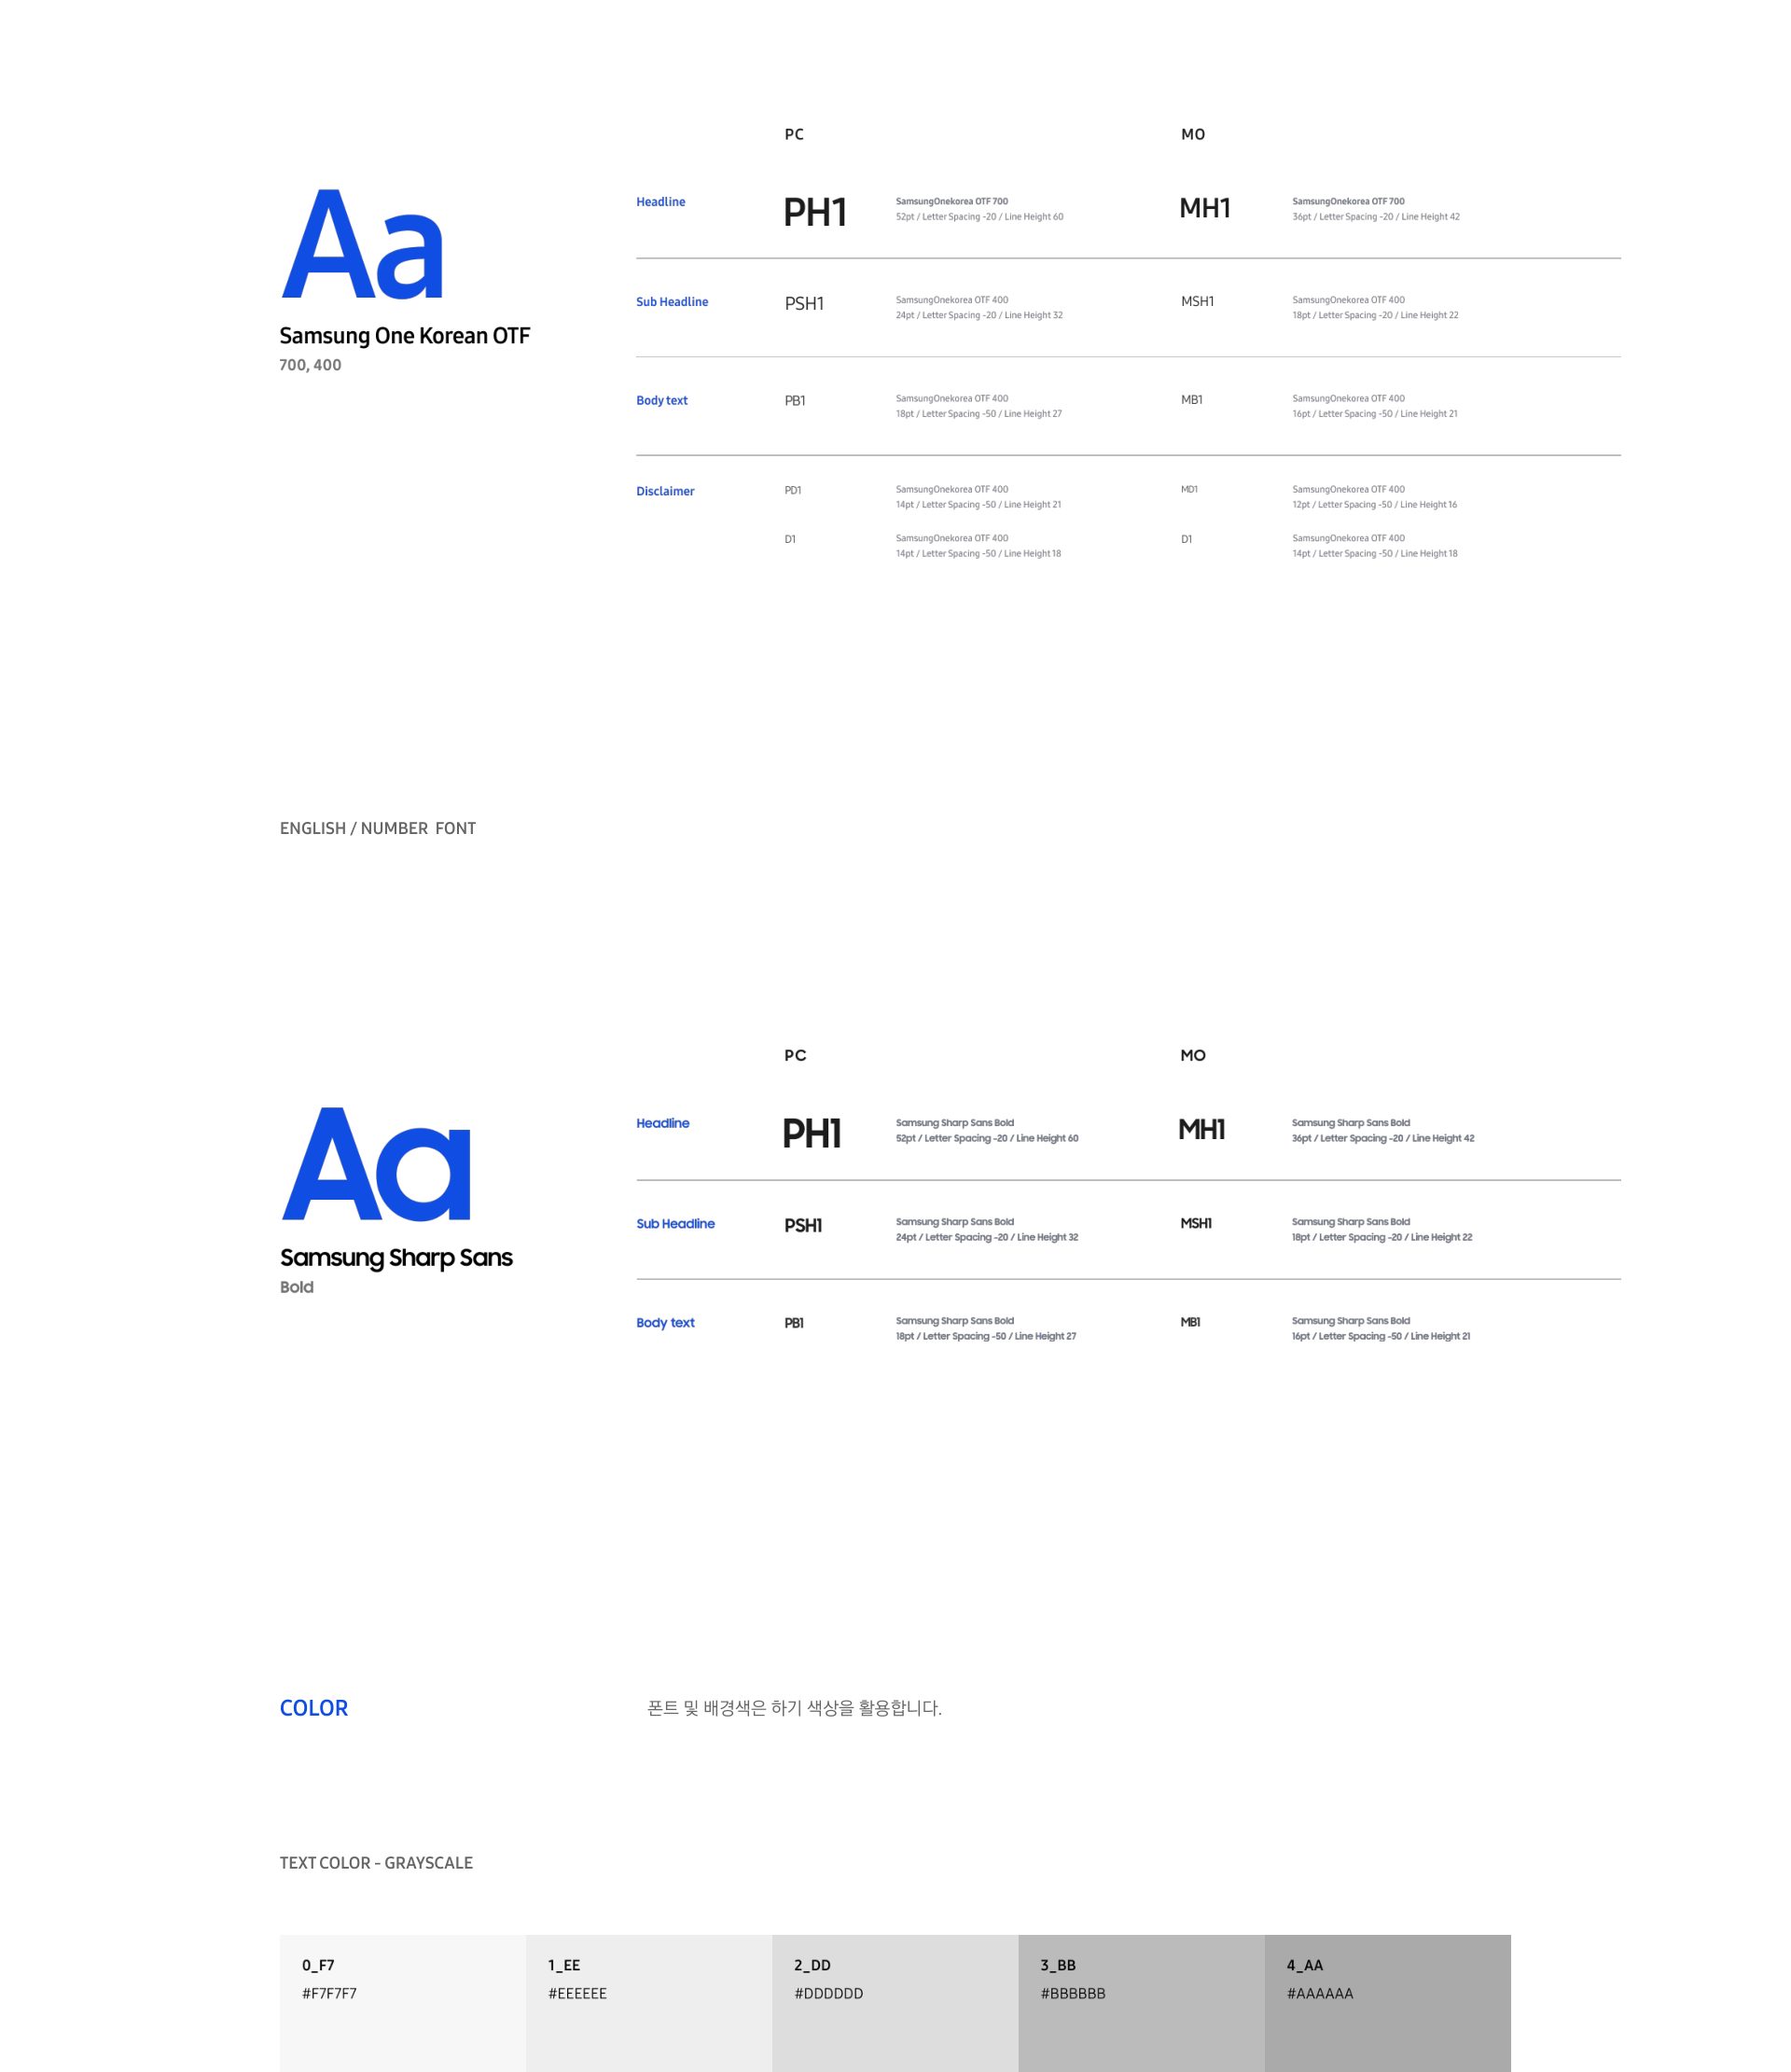 PC
MO
Aa
Samsung One Korean OTF
700, 400
Headline
PH1
SamsungOnekorea OTF 700
52pt / Letter Spacing -20 / Line Height 60
MH1
SamsungOnekorea OTF 700
36pt / Letter Spacing -20 / Line Height 42
Sub Headline
PSH1
SamsungOnekorea OTF 400
24pt / Letter Spacing -20 / Line Height 32
MSH1
SamsungOnekorea OTF 400
18pt / Letter Spacing -20 / Line Height 22
Body text
PB1
SamsungOnekorea OTF 400
18pt / Letter Spacing -50 / Line Height 27
MB1
SamsungOnekorea OTF 400
16pt / Letter Spacing -50 / Line Height 21
Disclaimer
PD1
SamsungOnekorea OTF 400
14pt / Letter Spacing -50 / Line Height 21
MD1
SamsungOnekorea OTF 400
12pt / Letter Spacing -50 / Line Height 16
D1
SamsungOnekorea OTF 400
14pt / Letter Spacing -50 / Line Height 18
D1
SamsungOnekorea OTF 400
14pt / Letter Spacing -50 / Line Height 18
ENGLISH / NUMBER FONT
PC
MO
Aa
Samsung Sharp Sans
Bold
Headline
PH1
Samsung Sharp Sans Bold
52pt / Letter Spacing -20 / Line Height 60
MH1
Samsung Sharp Sans Bold
36pt / Letter Spacing -20 / Line Height 42
Sub Headline
PSH1
Samsung Sharp Sans Bold
24pt / Letter Spacing -20 / Line Height 32
MSH1
Samsung Sharp Sans Bold
18pt / Letter Spacing -20 / Line Height 22
Body text
PB1
Samsung Sharp Sans Bold
18pt / Letter Spacing -50 / Line Height 27
MB1
Samsung Sharp Sans Bold
16pt / Letter Spacing -50 / Line Height 21
COLOR
폰트 및 배경색은 하기 색상을 활용합니다.
TEXT COLOR - GRAYSCALE
0_F7
#F7F7F7
1_EE
#EEEEEE
2_DD
#DDDDDD
3_BB
#BBBBBB
4_AA
#AAAAAA